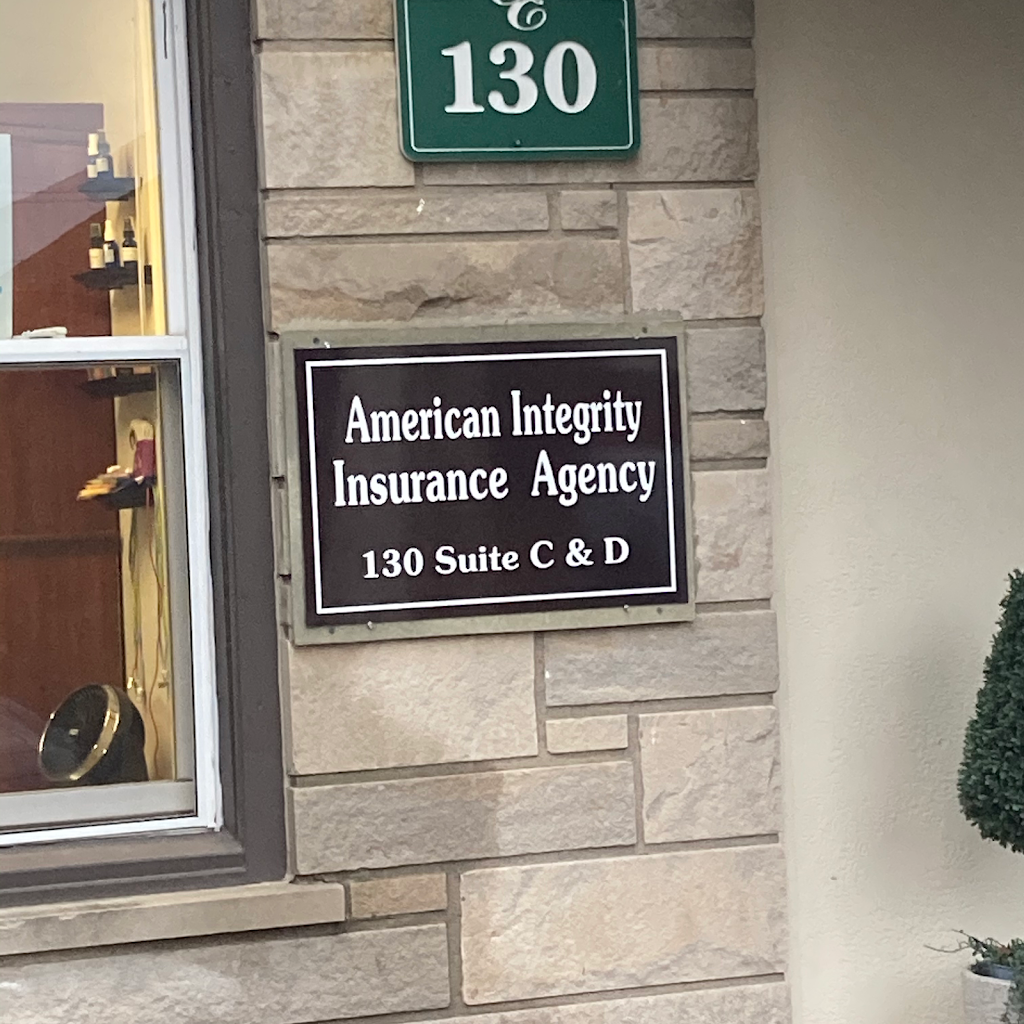 E
130
American Integrity
Insurance Agency
130 Suite C & D